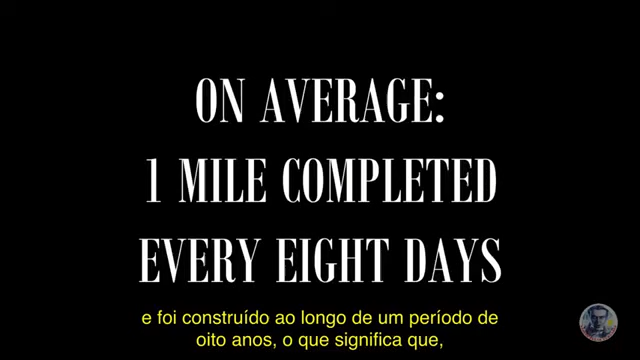 ON AVERAGE:
1 MILE COMPLETED
EVERY EIGHT DAYS
e foi construído ao longo de um período de
oito anos, o que significa que,